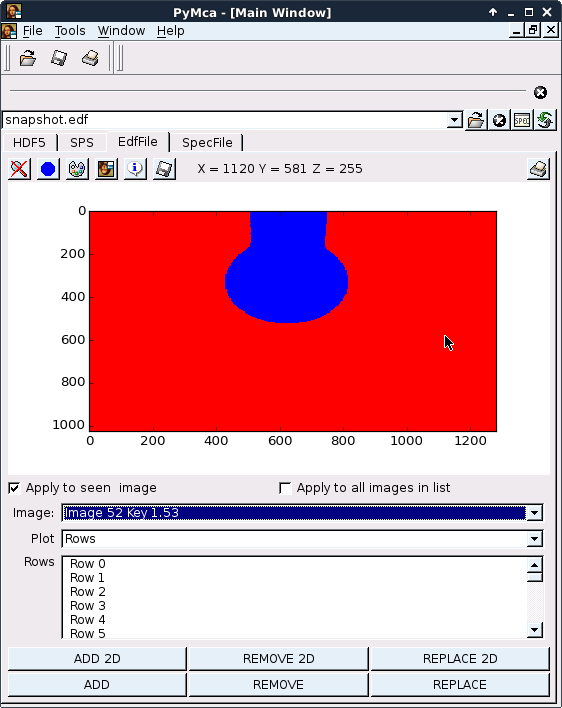 PyMca - [Main Window]
File Tools Window Help
snapshot.edf
SPEC
HDF5 SPS EdfFile SpecFile
X = 1120 Y = 581 Z = 255
0
200
400
600
800
1000
0 200 400 600 800 1000 1200
Apply to seen image Apply to all images in list
Image: Image 52 Key 1.53
Plot Rows
Rows Row 0
Row 1
Row 2
Row 3
Row 4
Row 5
ADD 2D REMOVE 2D REPLACE 2D
ADD REMOVE REPLACE